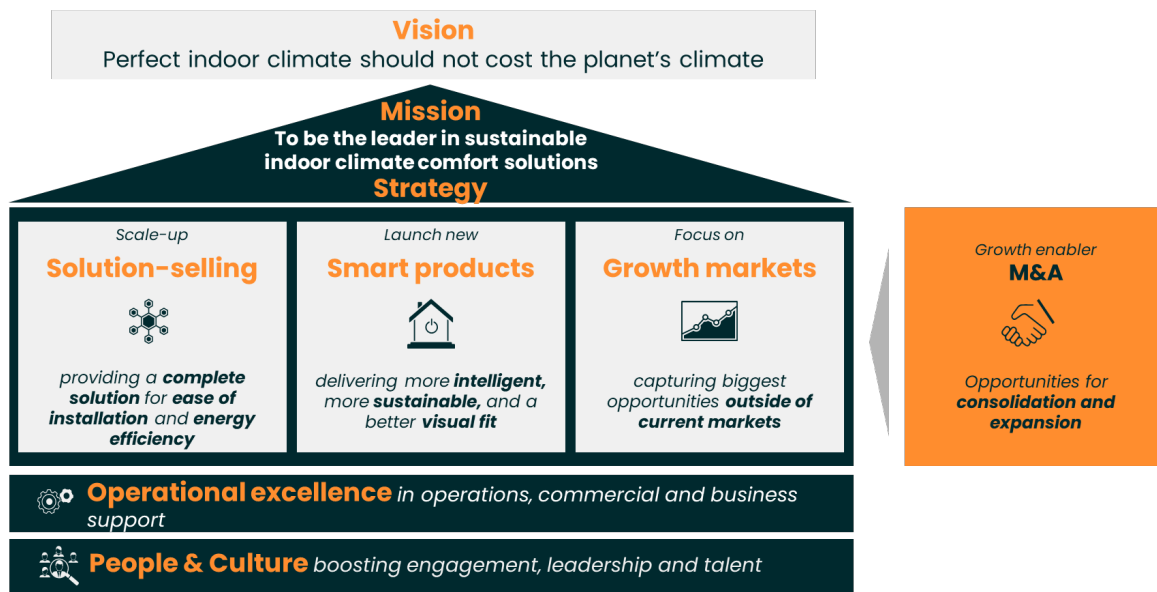 Vision
Perfect indoor climate should not cost the planet’s climate
Mission
To be the leader in sustainable
indoor climate comfort solutions
Strategy
Scale-up
Solution-selling
providing a complete
solution for ease of
installation and energy
efficiency
Launch new
Smart products
delivering more intelligent,
more sustainable, and a
better visual fit
Focus on
Growth markets
capturing biggest
opportunities outside of
current markets
Growth enabler
M&A
Opportunities for
consolidation and
expansion
Operational excellence in operations, commercial and business
support
People & Culture boosting engagement, leadership and talent